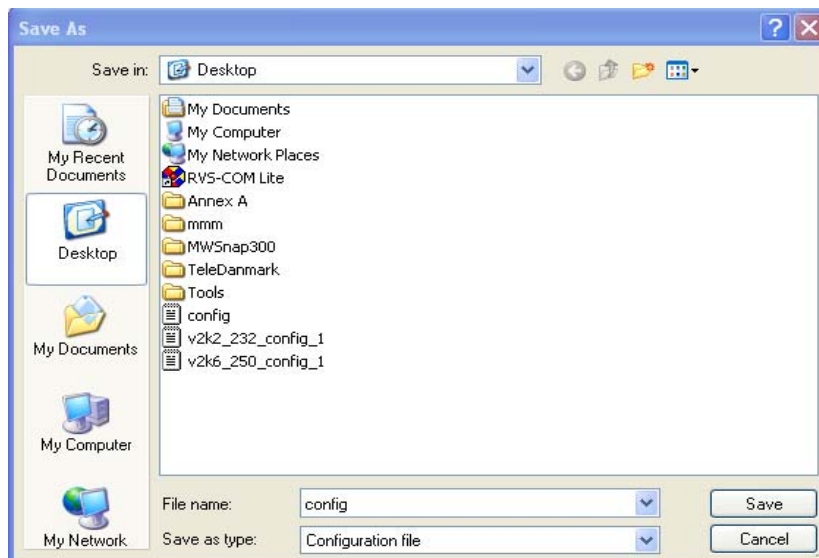 Save As
Save in:
Desktop
My Recent
Documents
Desktop
My Documents
My Computer
My Network
My Documents
My Computer
My Network Places
RVS-COM Lite
Annex A
mmm
MWSnap300
TeleDanmark
Tools
config
v2k2_232_config_1
v2k6_250_config_1
File name:
config
Save
Save as type:
Configuration file
Cancel